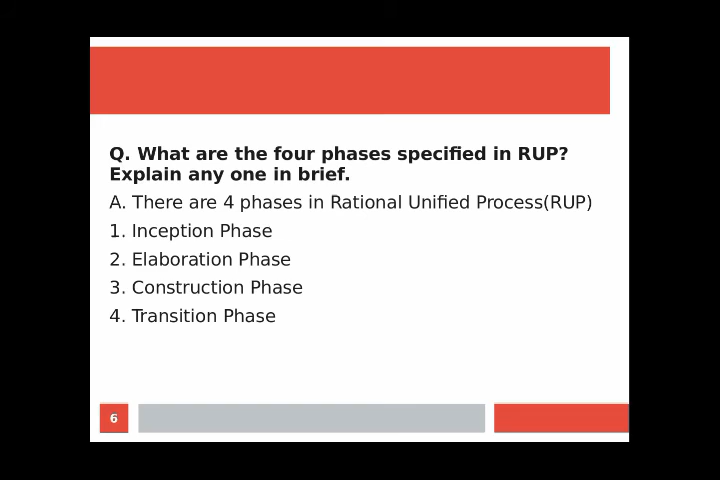 Q. What are the four phases specified in RUP?
Explain any one in brief.
A. There are 4 phases in Rational Unified Process(RUP)
1. Inception Phase
2. Elaboration Phase
3. Construction Phase
4. Transition Phase
6